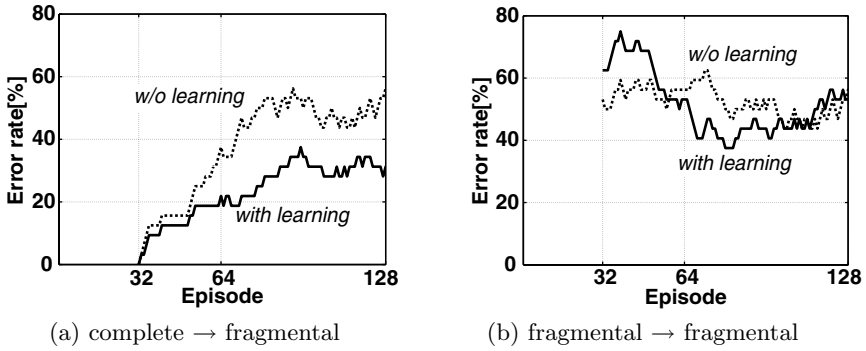 80
60
40
20
0
Error rate[%]
w/o learning
with learning
32
64
128
Episode
(a) complete → fragmental
80
60
40
20
0
Error rate[%]
w/o learning
with learning
32
64
128
Episode
(b) fragmental → fragmental